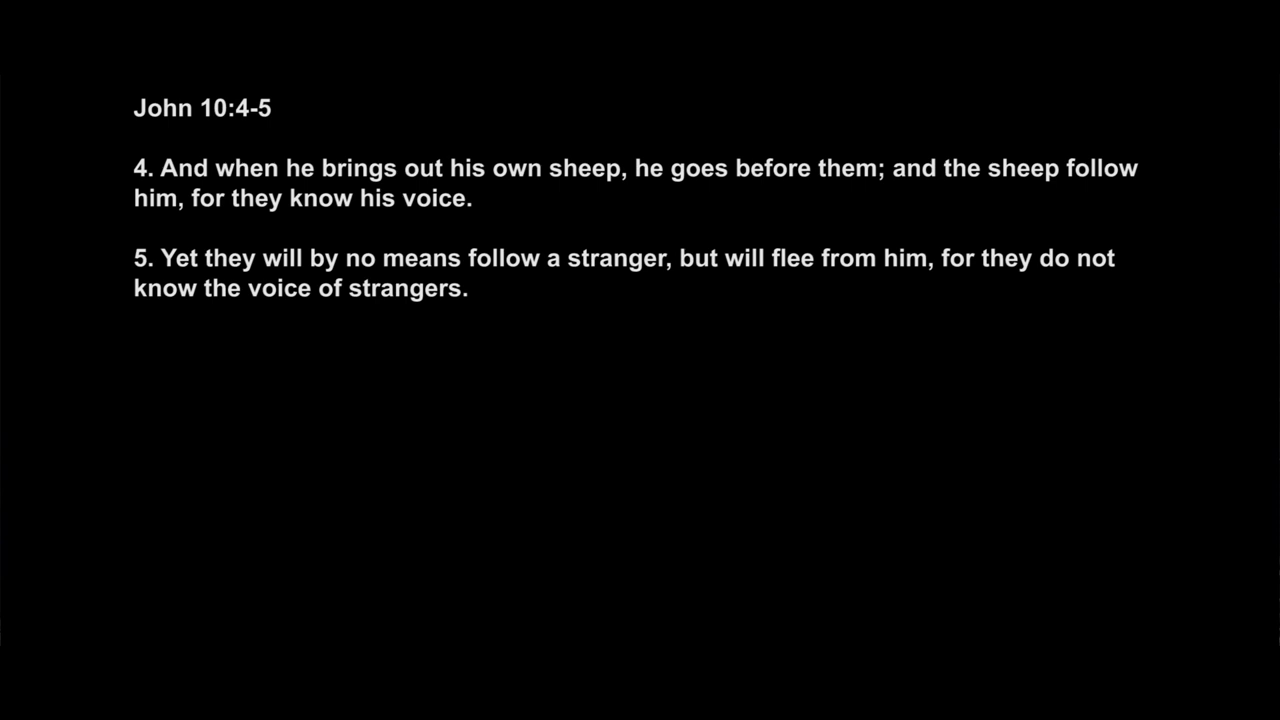 John 10:4-5
4. And when he brings out his own sheep, he goes before them; and the sheep follow
him, for they know his voice.
5. Yet they will by no means follow a stranger, but will flee from him, for they do not
know the voice of strangers.